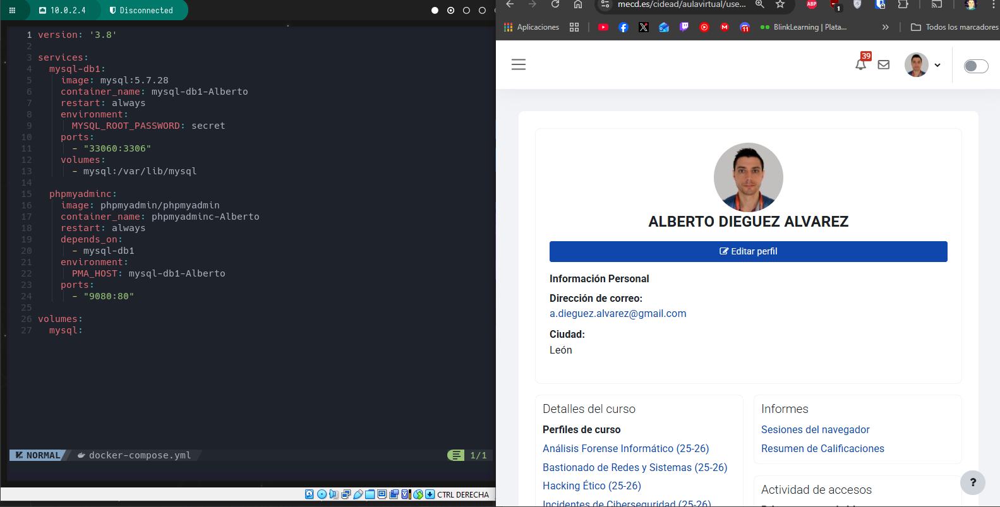 10.0.2.4
Disconnected
1 version: '3.8'
2
3 services:
4 mysql-db1:
5 image: mysql:5.7.28
6 container_name: mysql-db1-Alberto
7 restart: always
8 environment:
9 MYSQL_ROOT_PASSWORD: secret
10 ports:
11 - "33060:3306"
12 volumes:
13 - mysql:/var/lib/mysql
14
15 phpmyadminc:
16 image: phpmyadmin/phpmyadmin
17 container_name: phpmyadminc-Alberto
18 restart: always
19 depends_on:
20 - mysql-db1
21 environment:
22 PMA_HOST: mysql-db1-Alberto
23 ports:
24 - "9080:80"
25
26 volumes:
27 mysql:
NORMAL docker-compose.yml 1/1
CTRL DERECHA
mecd.es/cidead/aulavirtual/use...
ABP
1
Aplicaciones
11
BlinkLearning | Plata...
Todos los marcadores
39
ALBERTO DIEGUEZ ALVAREZ
Editar perfil
Información Personal
Dirección de correo:
a.dieguez.alvarez@gmail.com
Ciudad:
León
Detalles del curso
Perfiles de curso
Análisis Forense Informático (25-26)
Bastionado de Redes y Sistemas (25-26)
Hacking Ético (25-26)
Incidentes de Ciberseguridad (25-26)
Informes
Sesiones del navegador
Resumen de Calificaciones
Actividad de accesos
?